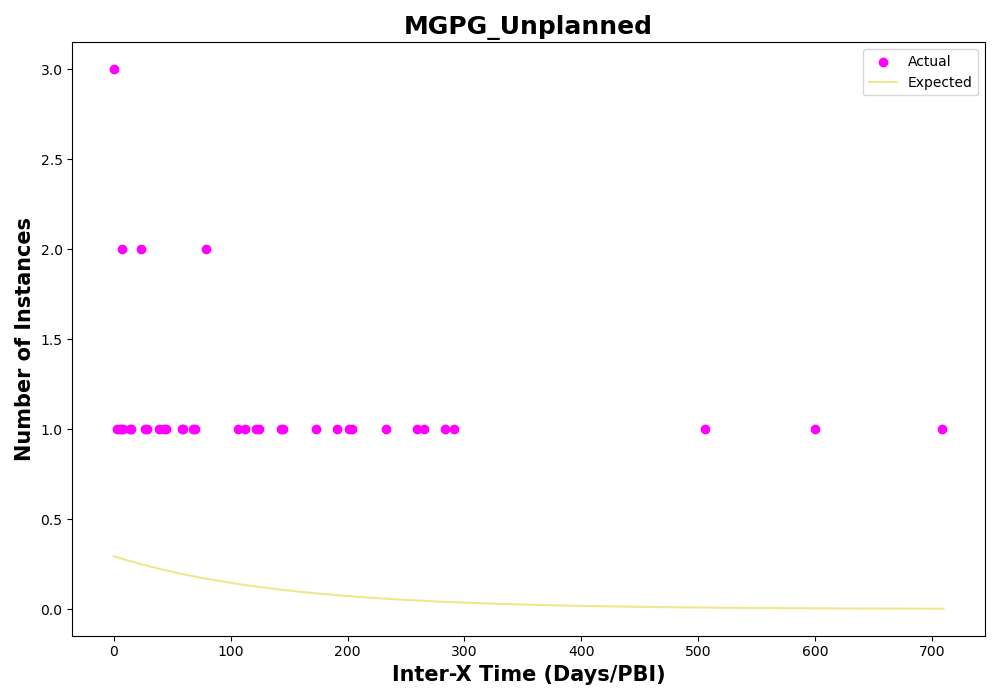 MGPG_Unplanned
Actual
Expected
Number of Instances
3.0
2.5
2.0
1.5
1.0
0.5
0.0
0 100 200 300 400 500 600 700
Inter-X Time (Days/PBI)